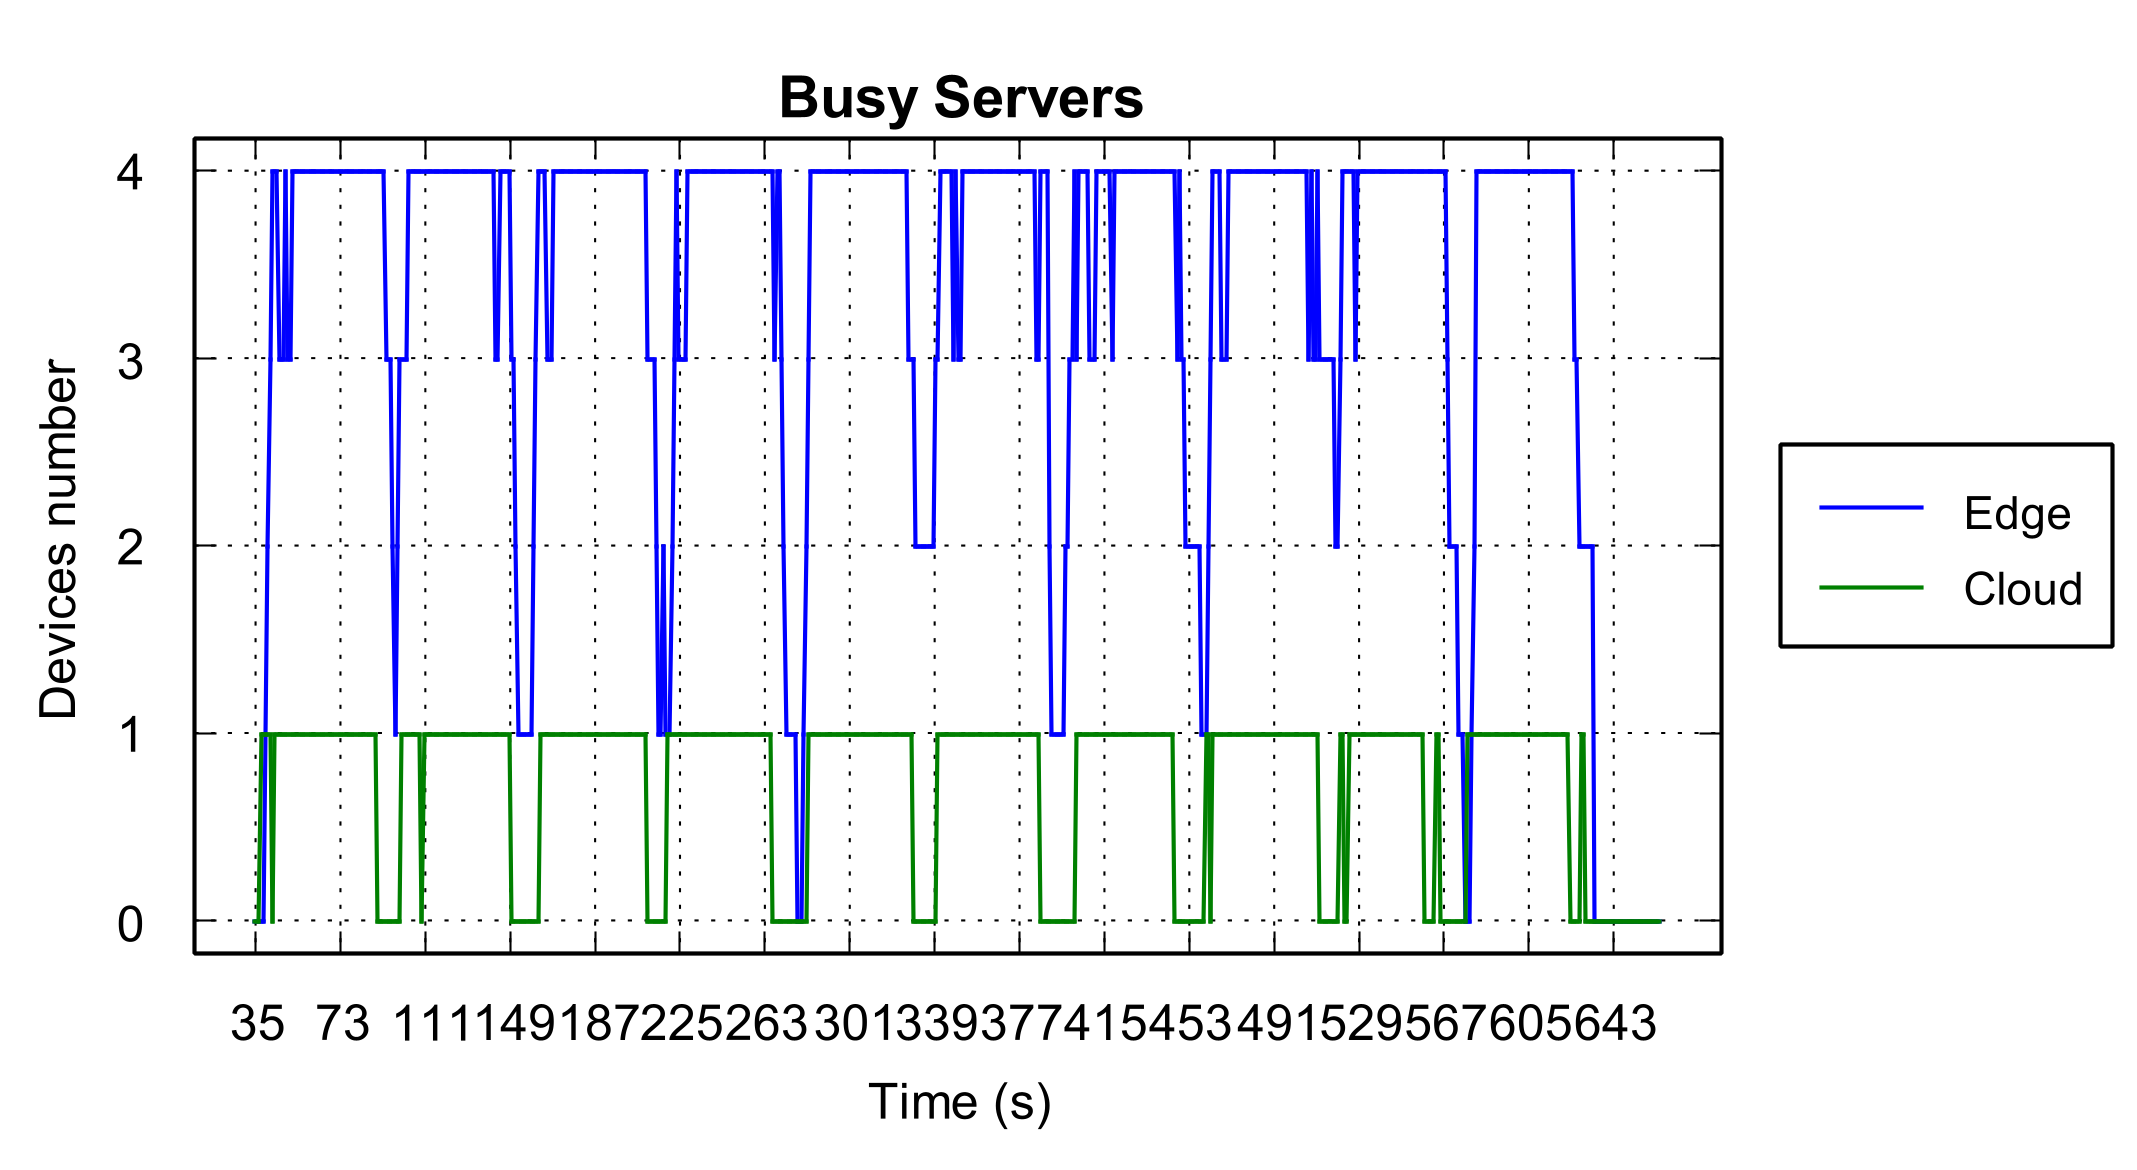 Busy Servers
4
3
2
1
0
Devices number
35 73 111 149 187 225 263 301 339 377 415 453 491 529 567 605 643
Time (s)
Edge
Cloud